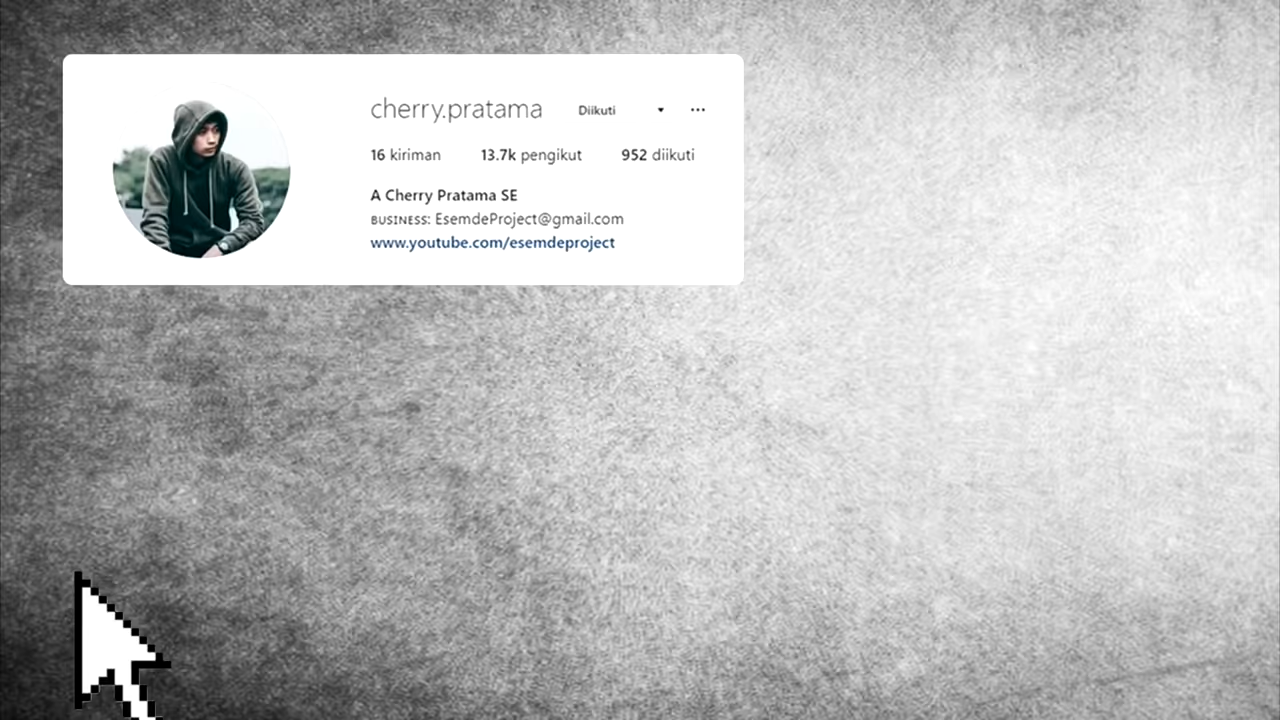 cherry.pratama Diikuti
16 kiriman 13.7k pengikut 952 diikuti
A Cherry Pratama SE
ʙᴜsɪɴᴇss: EsemdeProject@gmail.com
www.youtube.com/esemdeproject